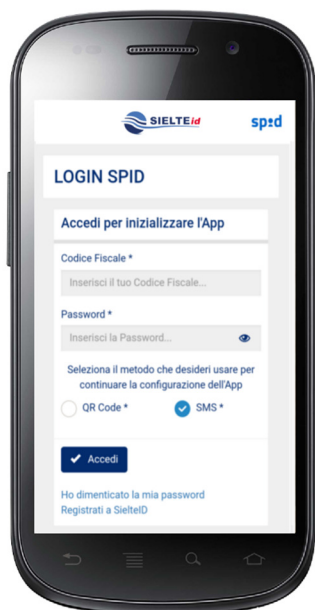 SIELTEid
spid
LOGIN SPID
Accedi per inizializzare l'App
Codice Fiscale *
Inserisci il tuo Codice Fiscale...
Password *
Inserisci la Password...
Seleziona il metodo che desideri usare per
continuare la configurazione dell'App
QR Code *
SMS *
Accedi
Ho dimenticato la mia password
Registrati a SielteID